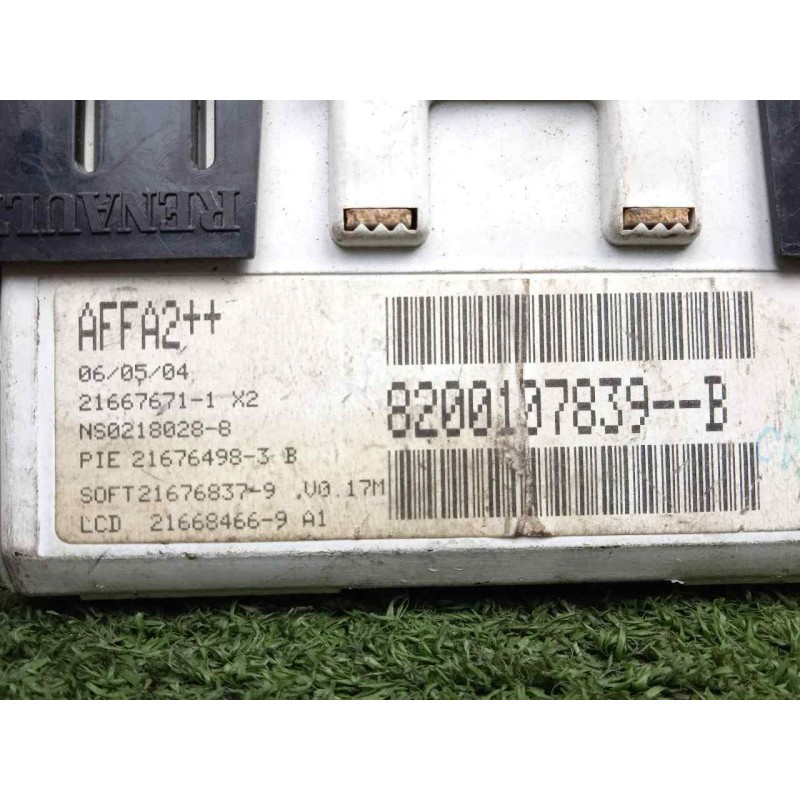 RENAULT
AFFA2++
06/05/04
21667671-1 X2
NS0218028-8
PIE 21676498-3 B
SOFT21676837-9 .V0.17M
LCD 21668466-9 A1
8200107839--B